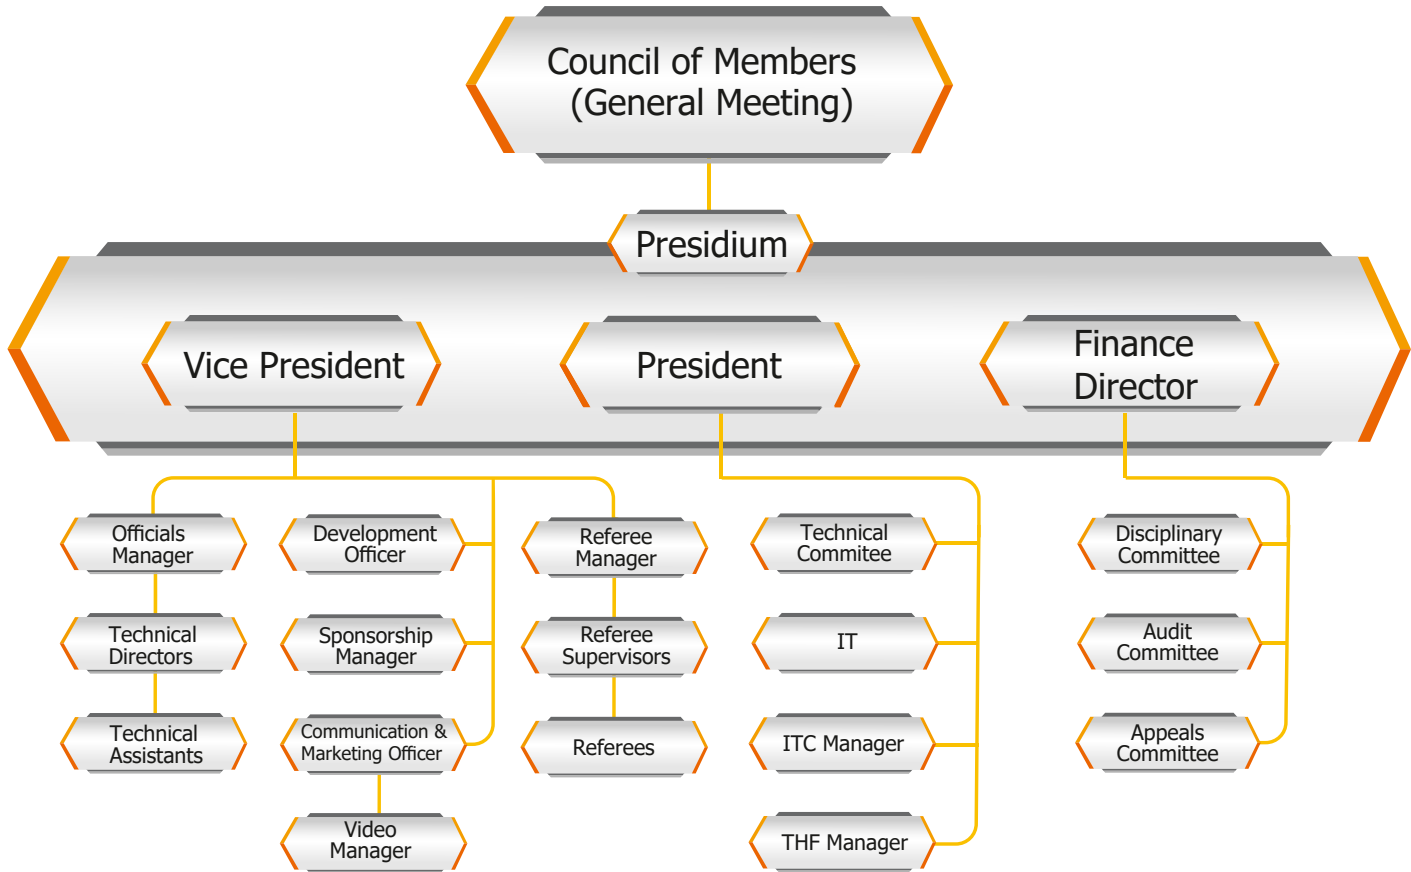 Council of Members
(General Meeting)
Presidium
Vice President
President
Finance
Director
Officials
Manager
Technical
Directors
Technical
Assistants
Development
Officer
Sponsorship
Manager
Communication &
Marketing Officer
Video
Manager
Referee
Manager
Referee
Supervisors
Referees
Technical
Commitee
IT
ITC Manager
THF Manager
Disciplinary
Committee
Audit
Committee
Appeals
Committee